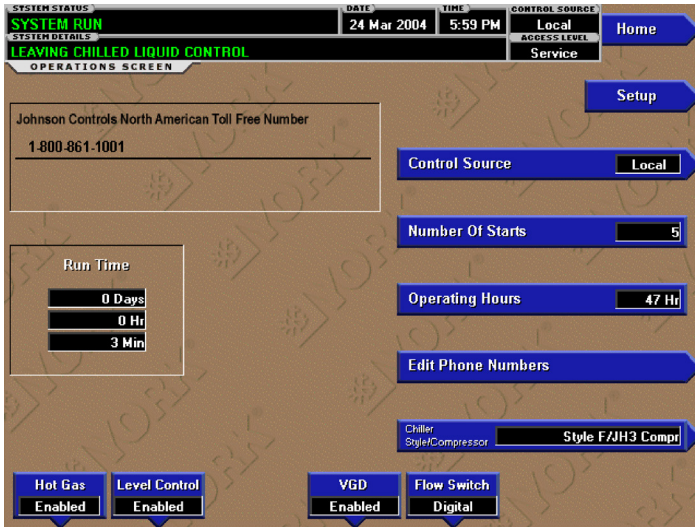 SYSTEM STATUS
SYSTEM RUN
SYSTEM DETAILS
LEAVING CHILLED LIQUID CONTROL
DATE
24 Mar 2004
TIME
5:59 PM
CONTROL SOURCE
Local
ACCESS LEVEL
Service
Home
OPERATIONS SCREEN
Setup
Johnson Controls North American Toll Free Number
1-800-861-1001
Control Source Local
Number Of Starts 5
Run Time
0 Days
0 Hr
3 Min
Operating Hours 47 Hr
Edit Phone Numbers
Chiller
Style/Compressor Style F/JH3 Compr
Hot Gas
Enabled
Level Control
Enabled
VGD
Enabled
Flow Switch
Digital
YORK